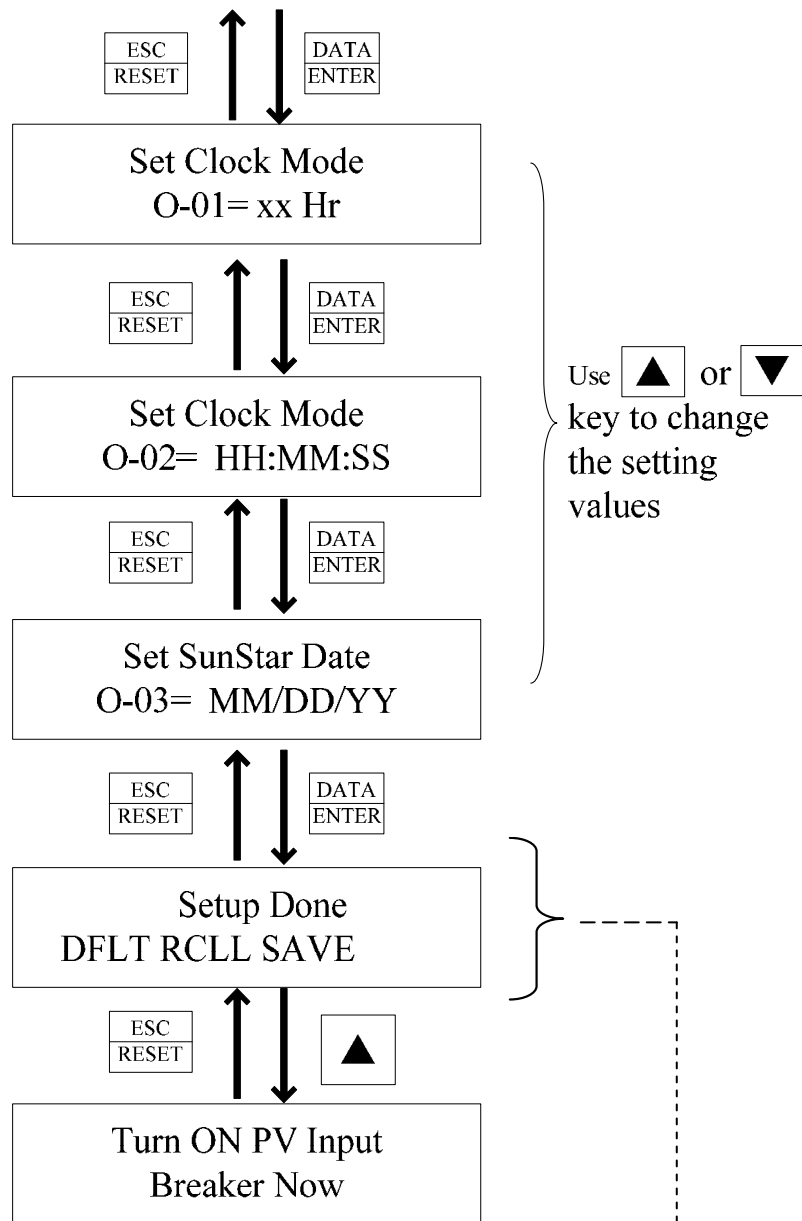 ESC
RESET
DATA
ENTER
Set Clock Mode
O-01= xx Hr
ESC
RESET
DATA
ENTER
Set Clock Mode
O-02= HH:MM:SS
ESC
RESET
DATA
ENTER
Set SunStar Date
O-03= MM/DD/YY
Use or
key to change
the setting
values
ESC
RESET
DATA
ENTER
Setup Done
DFLT RCLL SAVE
ESC
RESET
Turn ON PV Input
Breaker Now